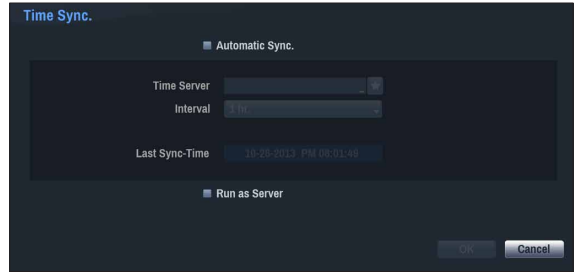 Time Sync.
Automatic Sync.
Time Server
Interval 1 hr.
Last Sync-Time 10-26-2013 PM 08:01:46
Run as Server
OK Cancel